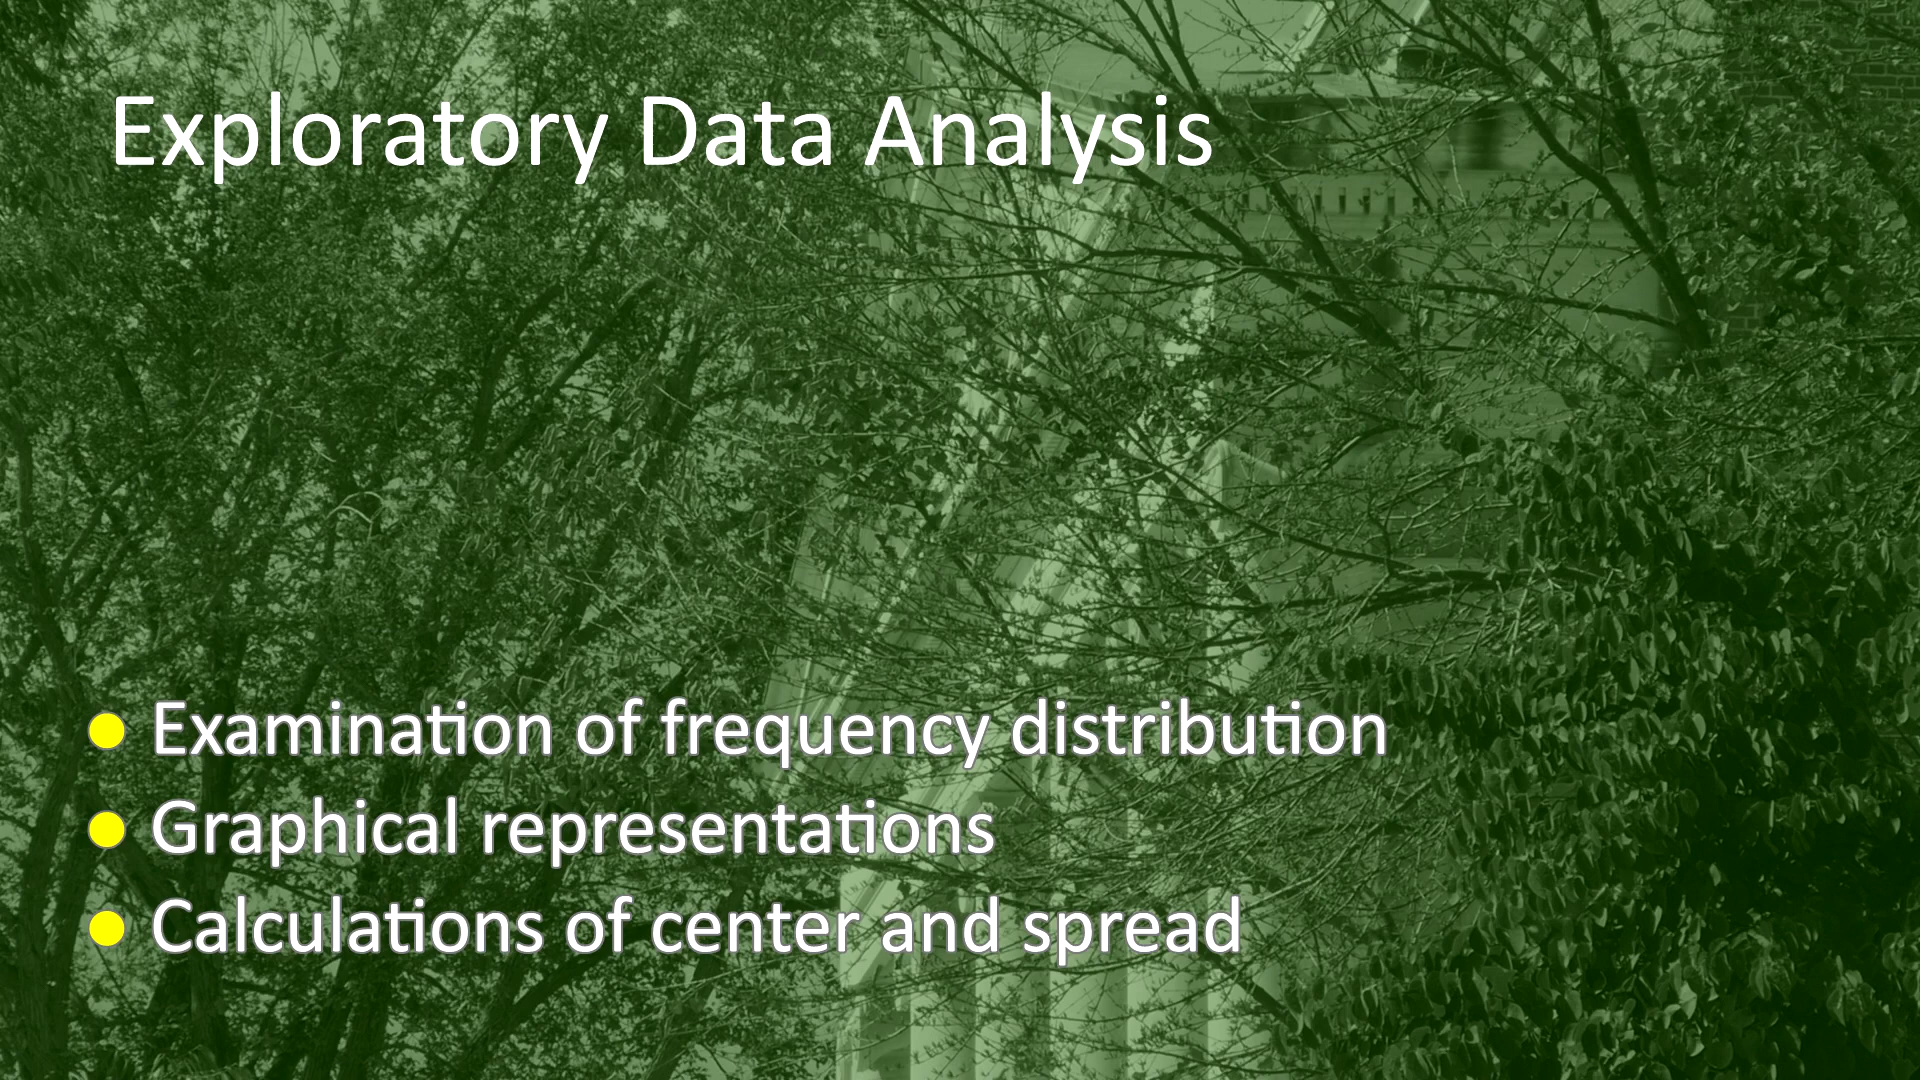 Exploratory Data Analysis
Examination of frequency distribution
Graphical representations
Calculations of center and spread